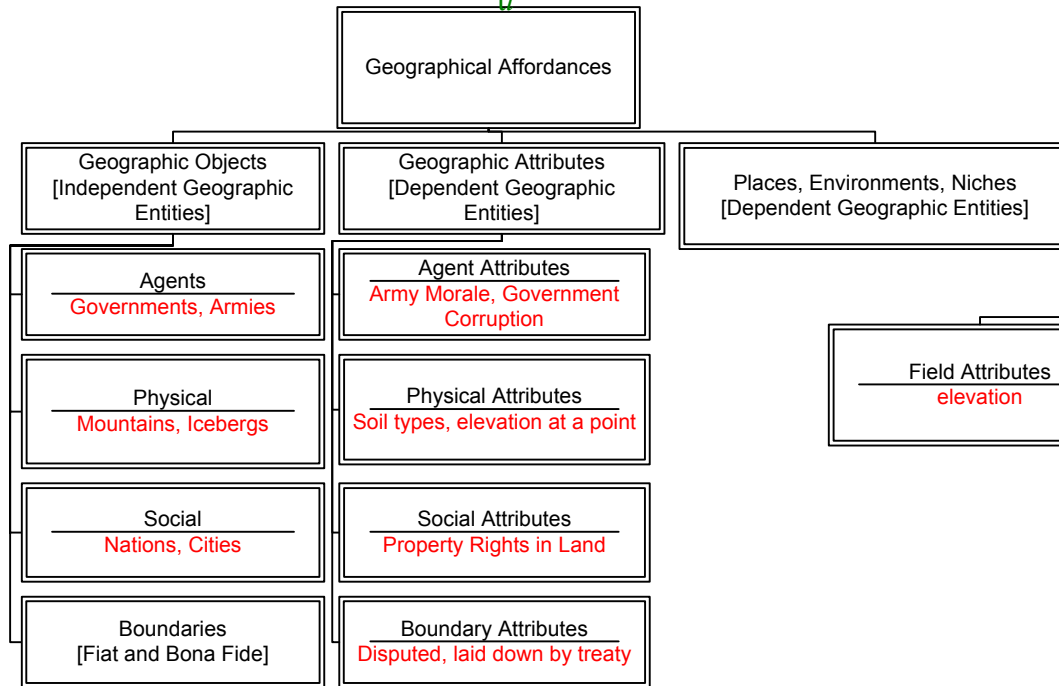 Geographical Affordances
Geographic Objects
[Independent Geographic
Entities]
Geographic Attributes
[Dependent Geographic
Entities]
Places, Environments, Niches
[Dependent Geographic Entities]
Agents
Governments, Armies
Agent Attributes
Army Morale, Government
Corruption
Physical
Mountains, Icebergs
Physical Attributes
Soil types, elevation at a point
Field Attributes
elevation
Social
Nations, Cities
Social Attributes
Property Rights in Land
Boundaries
[Fiat and Bona Fide]
Boundary Attributes
Disputed, laid down by treaty